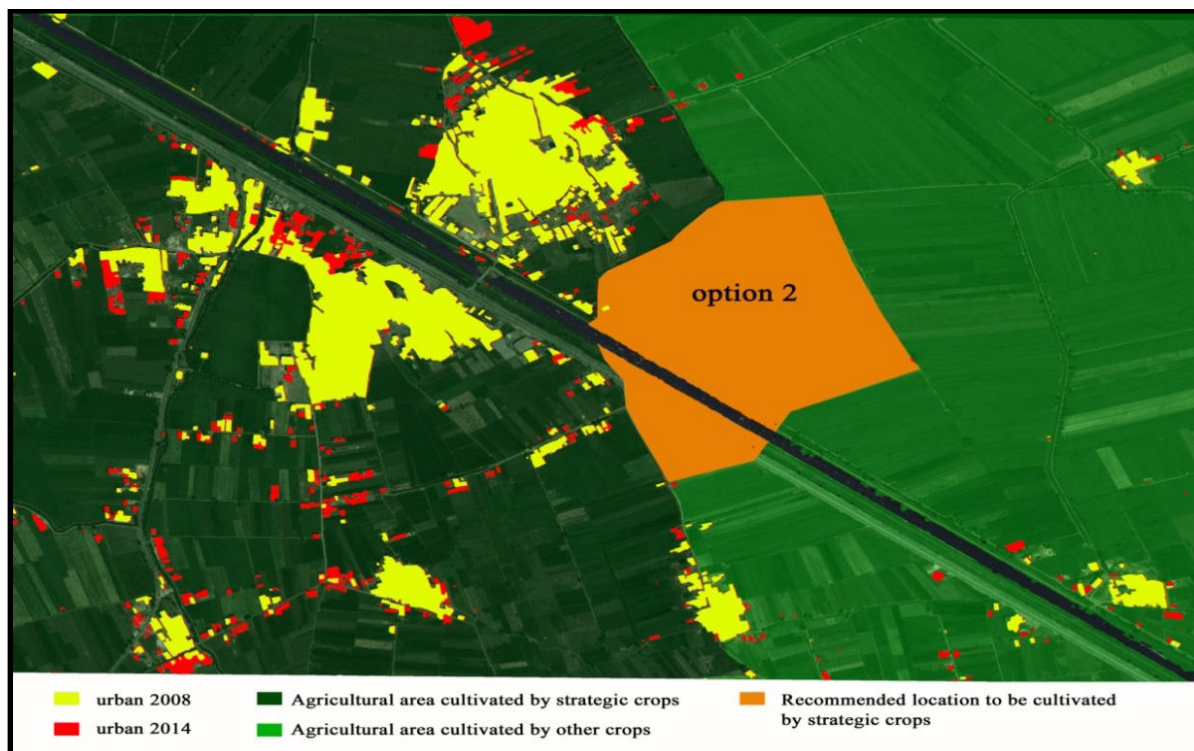 option 2
urban 2008
urban 2014
Agricultural area cultivated by strategic crops
Agricultural area cultivated by other crops
Recommended location to be cultivated
by strategic crops